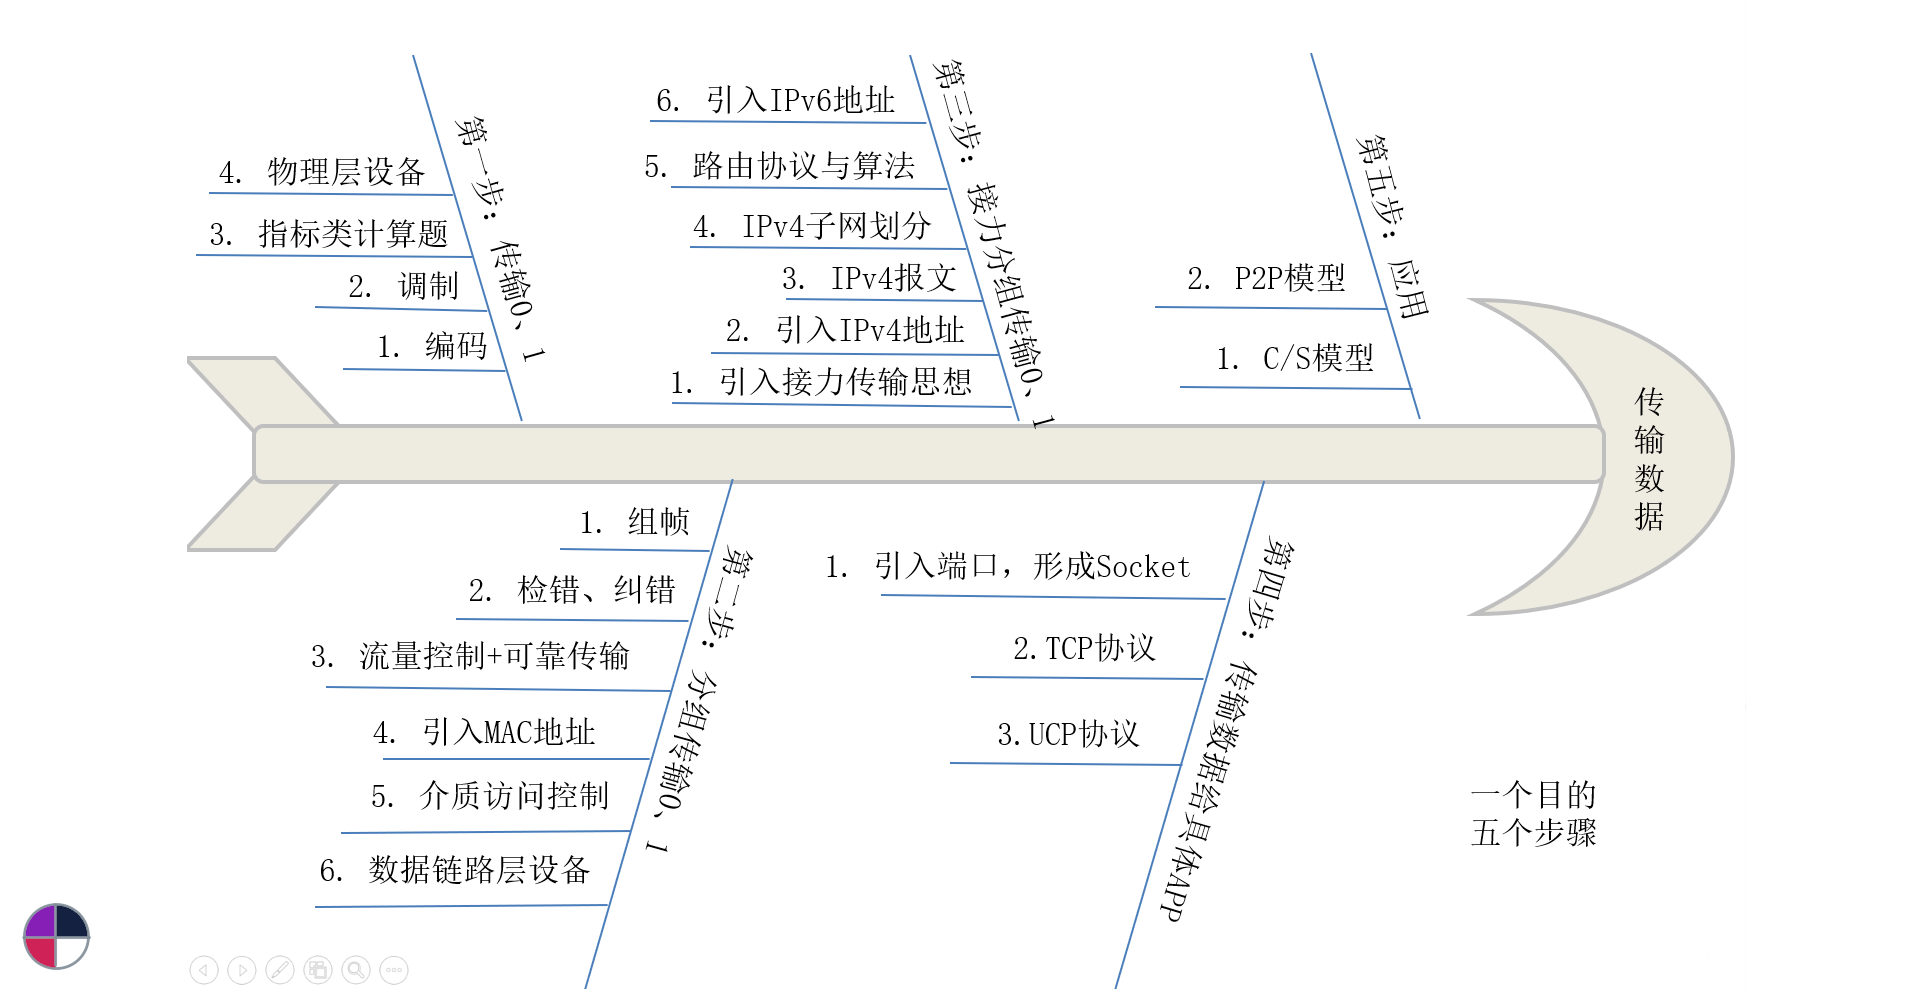 第一步：传输0、1
4. 物理层设备
3. 指标类计算题
2. 调制
1. 编码
第三步：接力分组传输0、1
6. 引入IPv6地址
5. 路由协议与算法
4. IPv4子网划分
3. IPv4报文
2. 引入IPv4地址
1. 引入接力传输思想
第五步：应用
2. P2P模型
1. C/S模型
传输数据
第二步：分组传输0、1
1. 组帧
2. 检错、纠错
3. 流量控制+可靠传输
4. 引入MAC地址
5. 介质访问控制
6. 数据链路层设备
第四步：传输数据给具体APP
1. 引入端口，形成Socket
2.TCP协议
3.UCP协议
一个目的
五个步骤